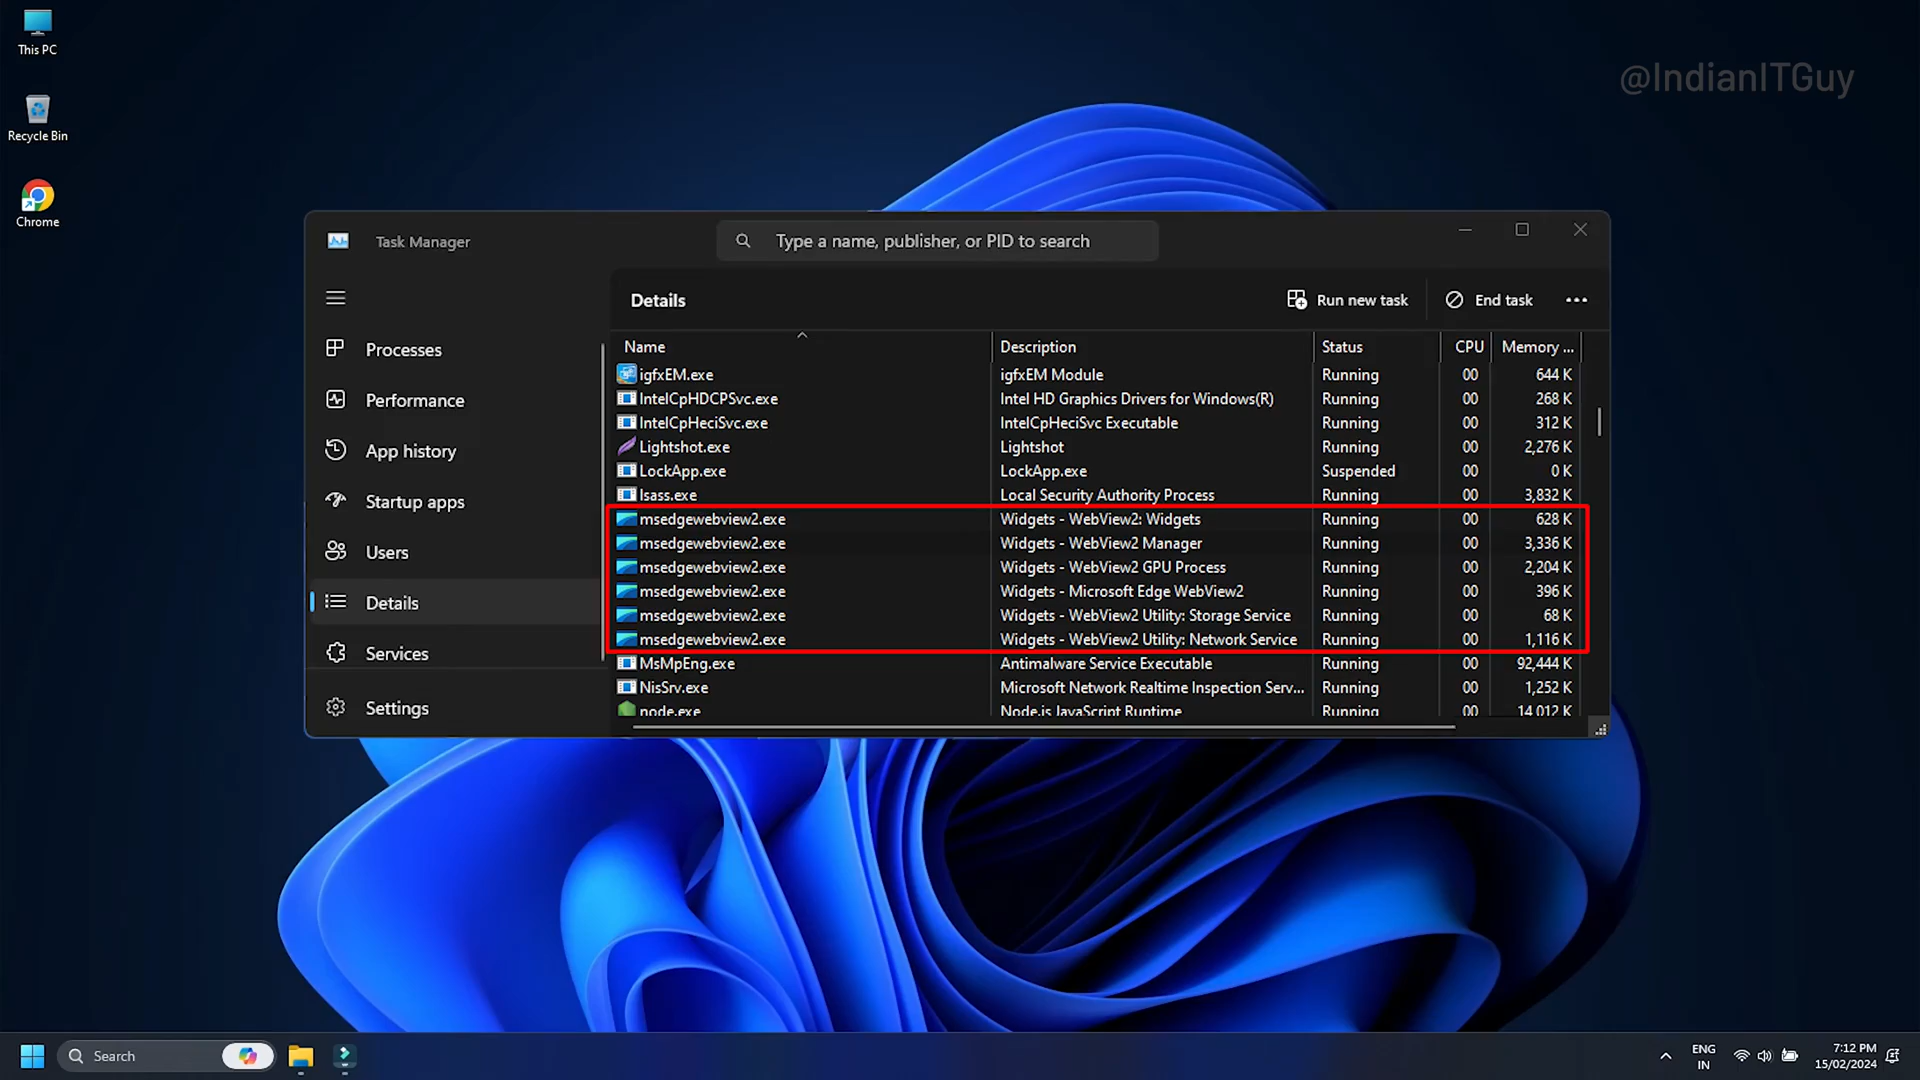 This PC
@IndianITGuy
Recycle Bin
Chrome
Task Manager
Type a name, publisher, or PID to search
Details
Run new task
End task
Processes
Performance
App history
Startup apps
Users
Details
Services
Settings
Name Description Status CPU Memory ...
igfxEM.exe igfxEM Module Running 00 644 K
IntelCpHDCPSvc.exe Intel HD Graphics Drivers for Windows(R) Running 00 268 K
IntelCpHeciSvc.exe IntelCpHeciSvc Executable Running 00 312 K
Lightshot.exe Lightshot Running 00 2,276 K
LockApp.exe LockApp.exe Suspended 00 0 K
lsass.exe Local Security Authority Process Running 00 3,832 K
msedgewebview2.exe Widgets - WebView2: Widgets Running 00 628 K
msedgewebview2.exe Widgets - WebView2 Manager Running 00 3,336 K
msedgewebview2.exe Widgets - WebView2 GPU Process Running 00 2,204 K
msedgewebview2.exe Widgets - Microsoft Edge WebView2 Running 00 396 K
msedgewebview2.exe Widgets - WebView2 Utility: Storage Service Running 00 68 K
msedgewebview2.exe Widgets - WebView2 Utility: Network Service Running 00 1,116 K
MsMpEng.exe Antimalware Service Executable Running 00 92,444 K
NisSrv.exe Microsoft Network Realtime Inspection Serv... Running 00 1,252 K
node.exe Node.js JavaScript Runtime Running 00 14,012 K
Search
ENG
IN
7:12 PM
15/02/2024